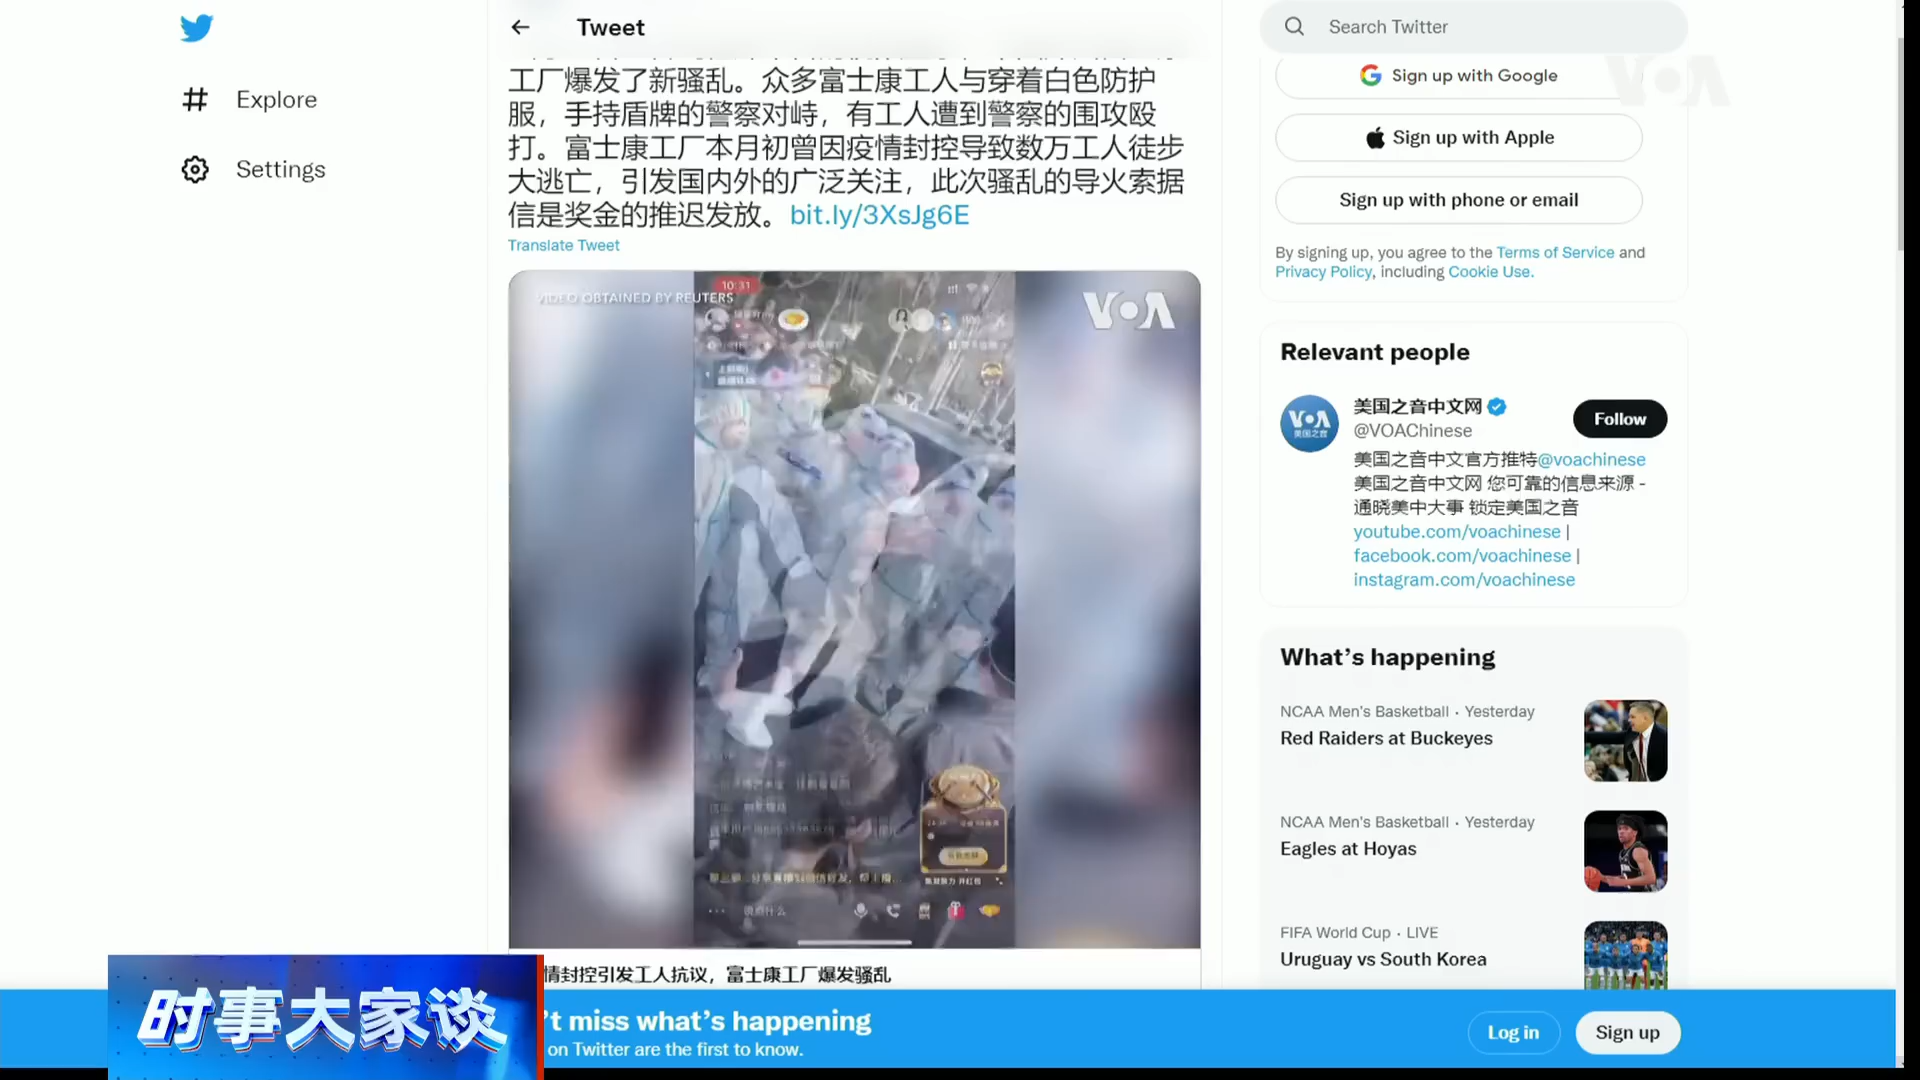 Tweet
Search Twitter
Explore
Settings
工厂爆发了新骚乱。众多富士康工人与穿着白色防护
服，手持盾牌的警察对峙，有工人遭到警察的围攻殴
打。富士康工厂本月初曾因疫情封控导致数万工人徒步
大逃亡，引发国内外的广泛关注，此次骚乱的导火索据
信是奖金的推迟发放。bit.ly/3XsJg6E
Translate Tweet
VIDEO OBTAINED BY REUTERS
10:31
VOA
情封控引发工人抗议，富士康工厂爆发骚乱
Sign up with Google
VOA
Sign up with Apple
Sign up with phone or email
By signing up, you agree to the Terms of Service and
Privacy Policy, including Cookie Use.
Relevant people
VOA
美国之音
美国之音中文网
@VOAChinese
Follow
美国之音中文官方推特@voachinese
美国之音中文网 您可靠的信息来源 -
通晓美中大事 锁定美国之音
youtube.com/voachinese |
facebook.com/voachinese |
instagram.com/voachinese
What’s happening
NCAA Men's Basketball · Yesterday
Red Raiders at Buckeyes
NCAA Men's Basketball · Yesterday
Eagles at Hoyas
FIFA World Cup · LIVE
Uruguay vs South Korea
时事大家谈
’t miss what’s happening
on Twitter are the first to know.
Log in
Sign up